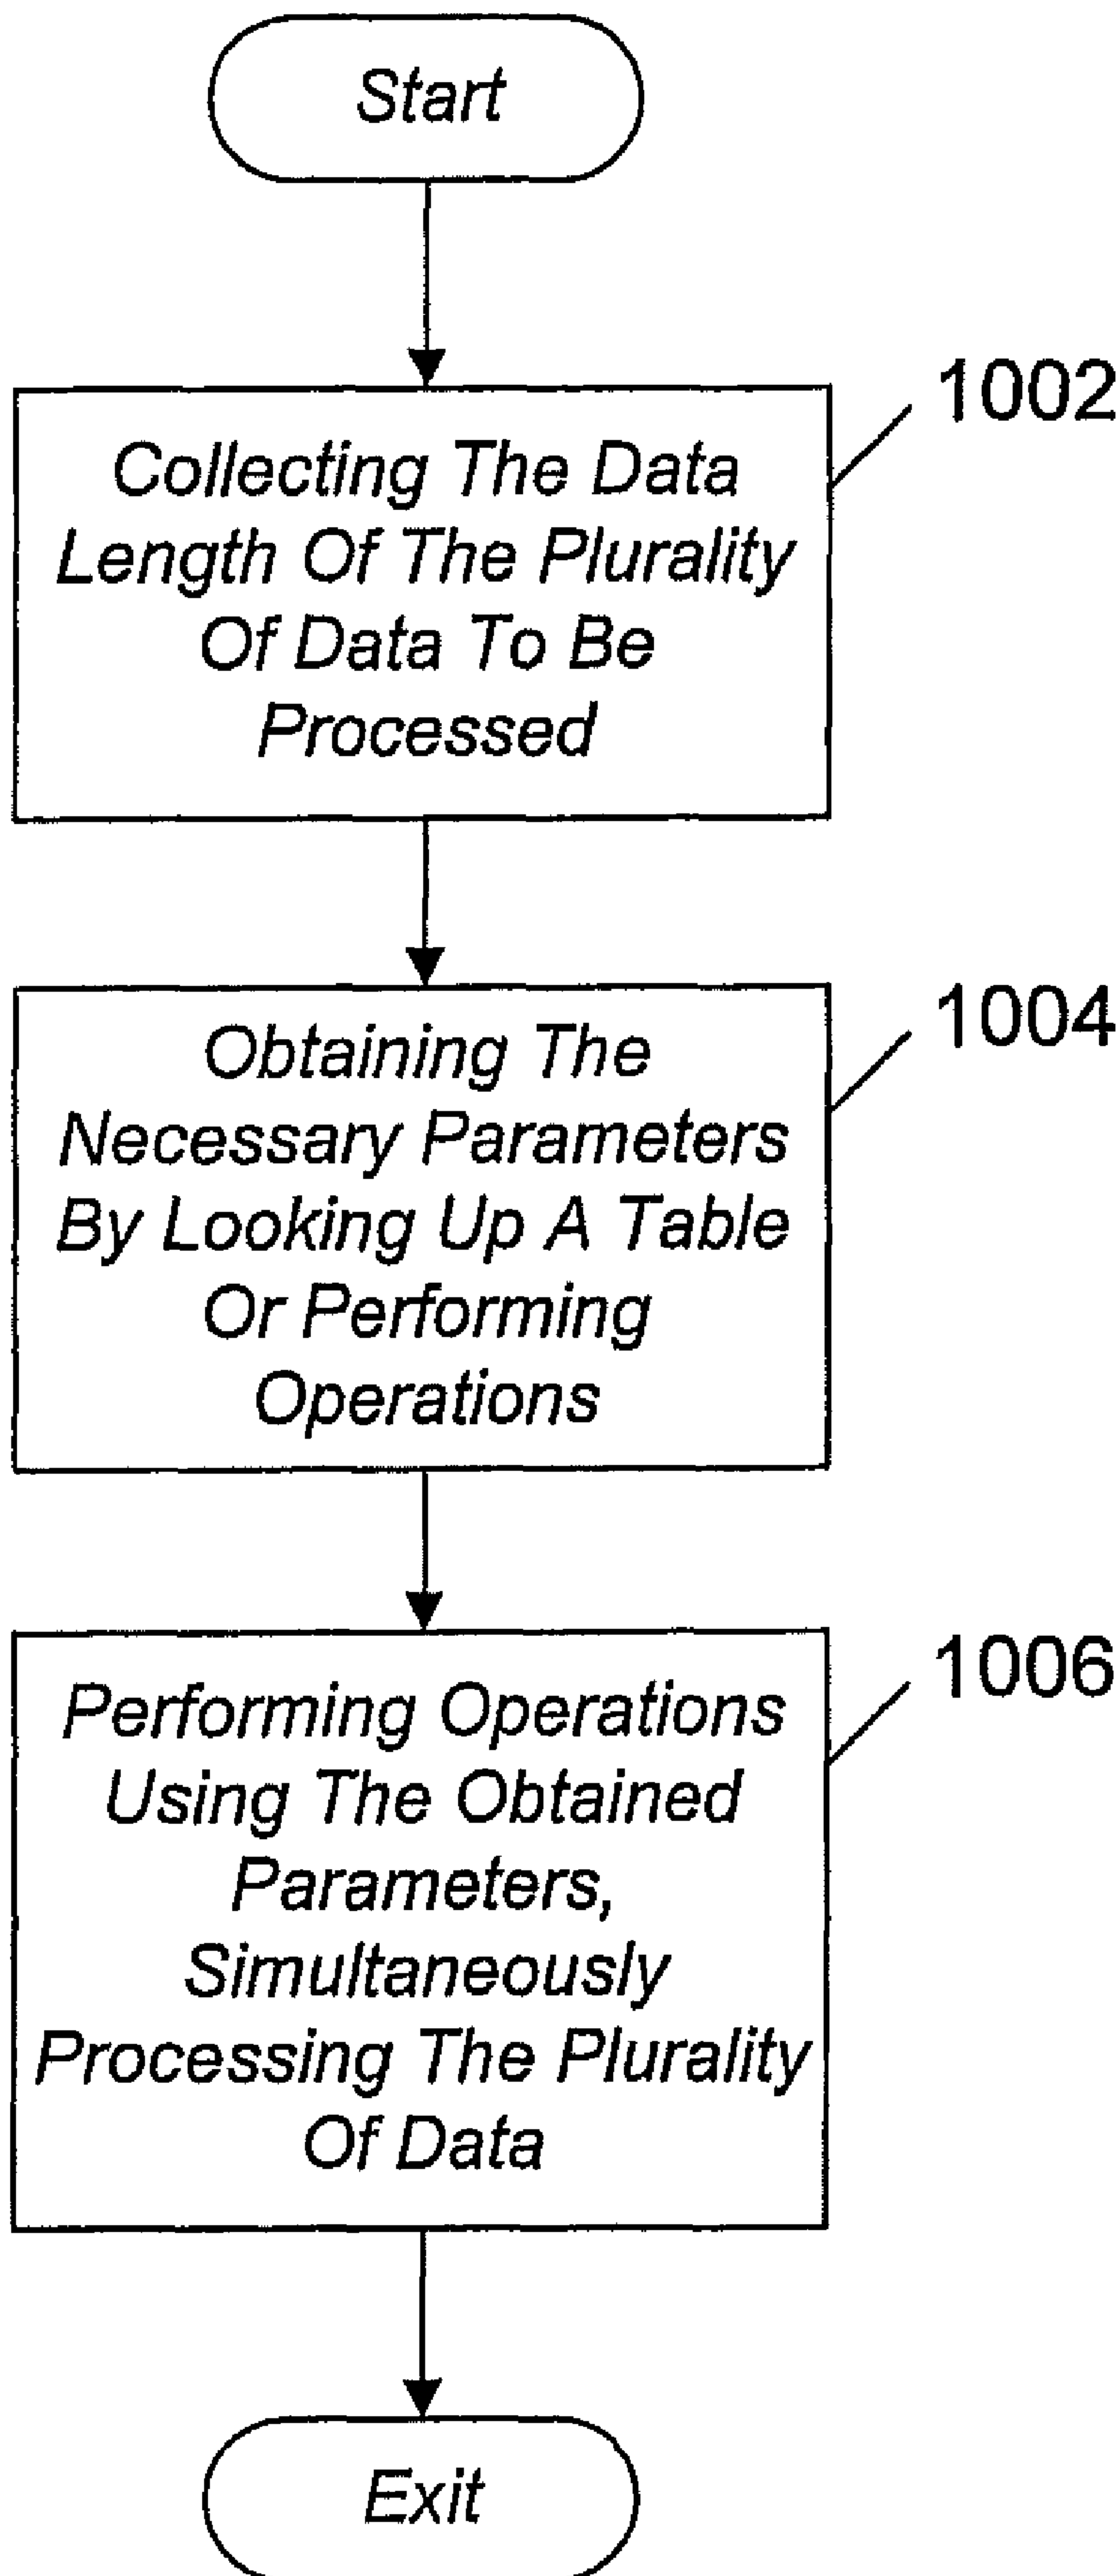 Start
1002
Collecting The Data
Length Of The Plurality
Of Data To Be
Processed
1004
Obtaining The
Necessary Parameters
By Looking Up A Table
Or Performing
Operations
1006
Performing Operations
Using The Obtained
Parameters,
Simultaneously
Processing The Plurality
Of Data
Exit